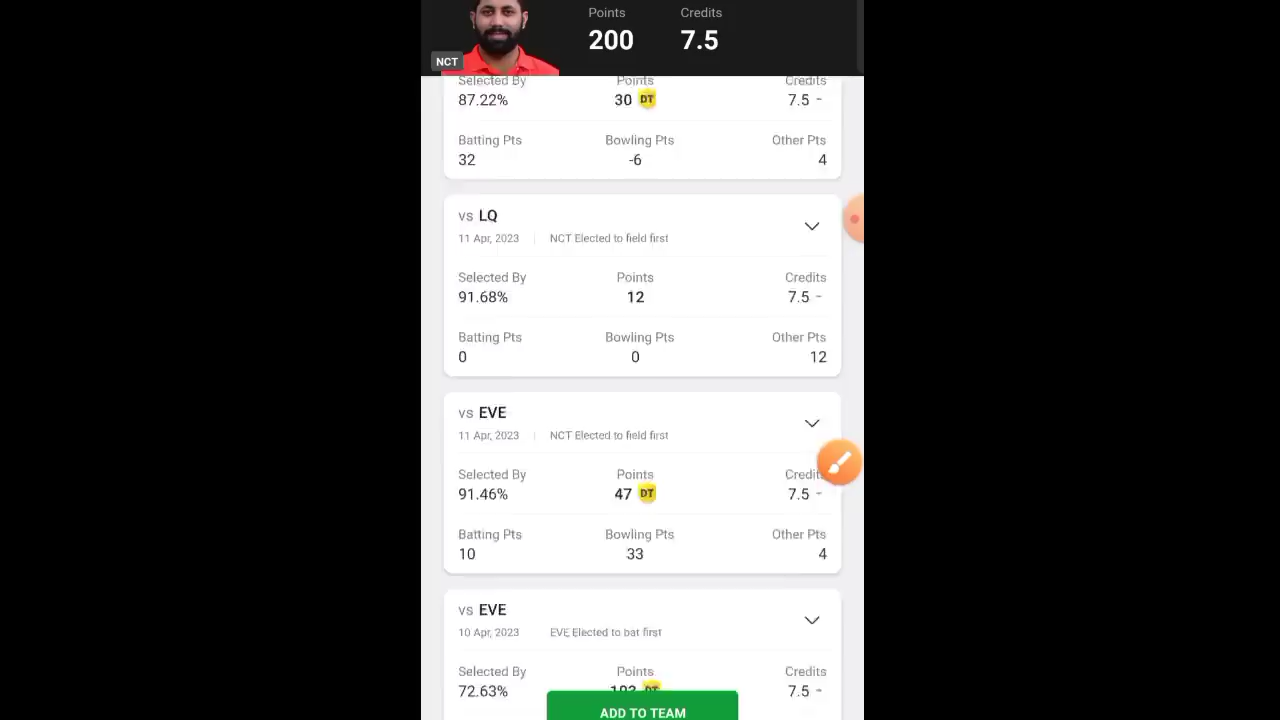 Points Credits
200 7.5
NCT
Selected By Points Credits
87.22% 30 DT 7.5 -
Batting Pts Bowling Pts Other Pts
32 -6 4
vs LQ
11 Apr, 2023 | NCT Elected to field first
Selected By Points Credits
91.68% 12 7.5 -
Batting Pts Bowling Pts Other Pts
0 0 12
vs EVE
11 Apr, 2023 | NCT Elected to field first
Selected By Points Credits
91.46% 47 DT 7.5 -
Batting Pts Bowling Pts Other Pts
10 33 4
vs EVE
10 Apr, 2023 EVE Elected to bat first
Selected By Points Credits
72.63% DT 7.5 -
ADD TO TEAM